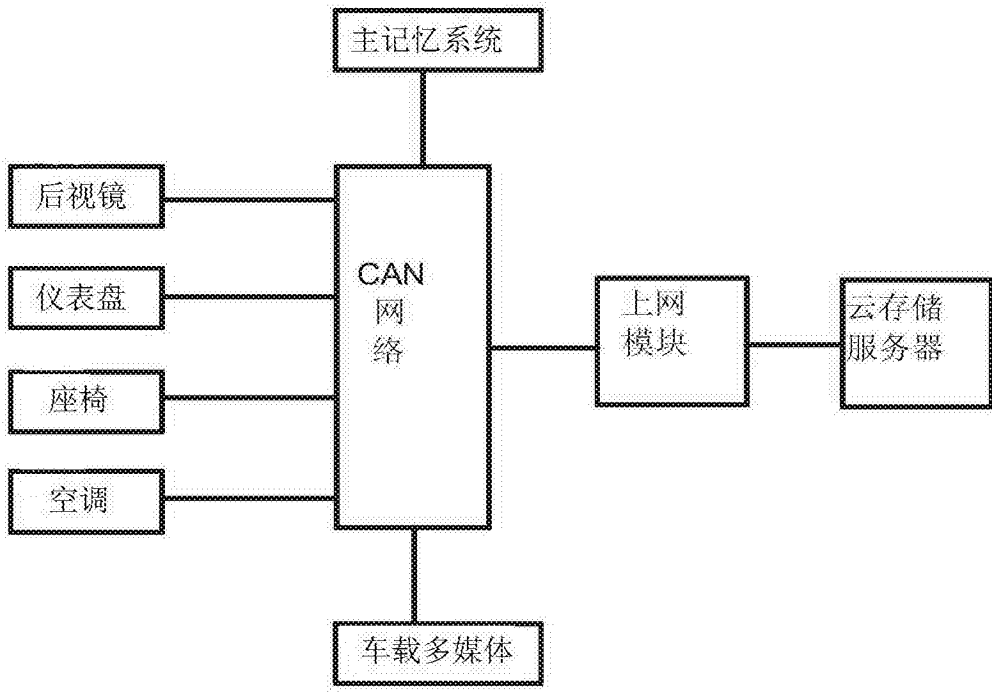 主记忆系统
后视镜
仪表盘
座椅
空调
CAN
网
络
上网
模块
云存储
服务器
车载多媒体